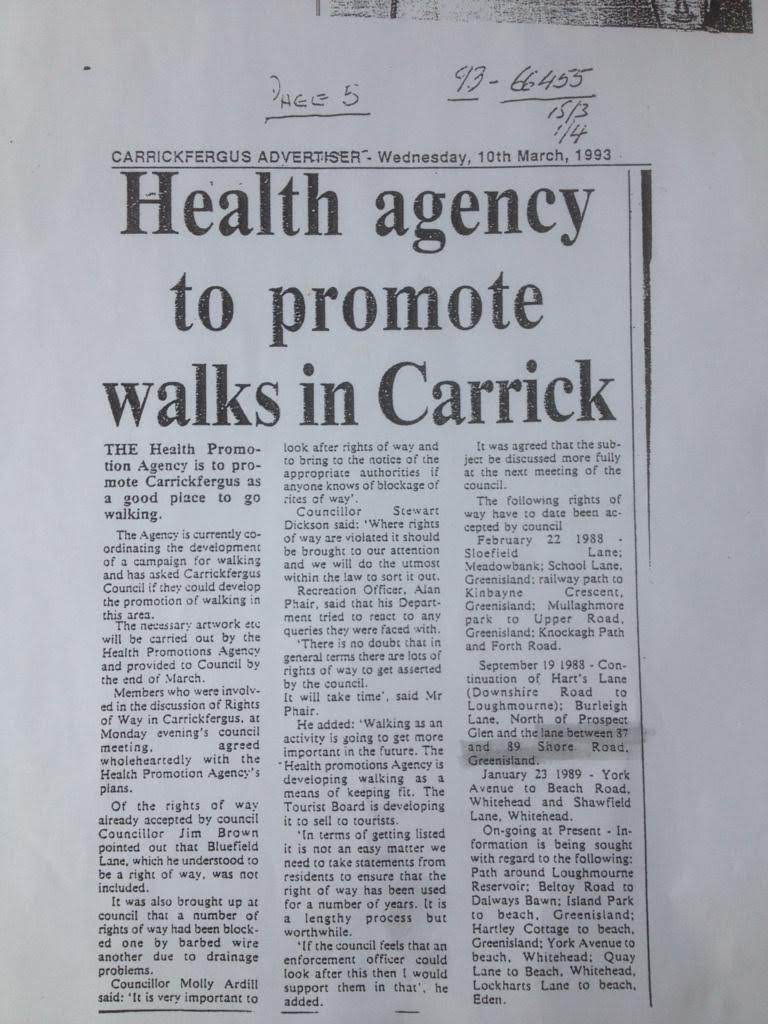 PAGE 5
93 - 66455
15/3
1/4
CARRICKFERGUS ADVERTISER - Wednesday, 10th March, 1993
Health agency
to promote
walks in Carrick
THE Health Promo-
tion Agency is to pro-
mote Carrickfergus as
a good place to go
walking.
The Agency is currently co-
ordinating the development
of a campaign for walking
and has asked Carrickfergus
Council if they could develop
the promotion of walking in
this area.
The necessary artwork etc
will be carried out by the
Health Promotions Agency
and provided to Council by
the end of March.
Members who were involv-
ed in the discussion of Rights
of Way in Carrickfergus, at
Monday evening's council
meeting, agreed
wholeheartedly with the
Health Promotion Agency's
plans.
Of the rights of way
already accepted by council
Councillor Jim Brown
pointed out that Bluefield
Lane, which he understood to
be a right of way, was not
included.
It was also brought up at
council that a number of
rights of way had been block-
ed one by barbed wire
another due to drainage
problems.
Councillor Molly Ardill
said: 'It is very important to
look after rights of way and
to bring to the notice of the
appropriate authorities if
anyone knows of blockage of
rites of way'.
Councillor Stewart
Dickson said: 'Where rights
of way are violated it should
be brought to our attention
and we will do the utmost
within the law to sort it out.
Recreation Officer, Alan
Phair, said that his Depart-
ment tried to react to any
queries they were faced with.
'There is no doubt that in
general terms there are lots of
rights of way to get asserted
by the council.
It will take time', said Mr
Phair.
He added: 'Walking as an
activity is going to get more
important in the future. The
Health promotions Agency is
developing walking as a
means of keeping fit. The
Tourist Board is developing
it to sell to tourists.
'In terms of getting listed
it is not an easy matter we
need to take statements from
residents to ensure that the
right of way has been used
for a number of years. It is
a lengthy process but
worthwhile.
'If the council feels that an
enforcement officer could
look after this then I would
support them in that', he
added.
It was agreed that the sub-
ject be discussed more fully
at the next meeting of the
council.
The following rights of
way have to date been ac-
cepted by council
February 22 1988 -
Sloefield Lane;
Meadowbank; School Lane,
Greenisland; railway path to
Kinbayne Crescent,
Greenisland; Mullaghmore
park to Upper Road,
Greenisland; Knockagh Path
and Forth Road.
September 19 1988 - Con-
tinuation of Hart's Lane
(Downshire Road to
Loughmourne); Burleigh
Lane, North of Prospect
Glen and the lane between 87
and 89 Shore Road,
Greenisland.
January 23 1989 - York
Avenue to Beach Road,
Whitehead and Shawfield
Lane, Whitehead.
On-going at Present - In-
formation is being sought
with regard to the following:
Path around Loughmourne
Reservoir; Beltoy Road to
Dalways Bawn; Island Park
to beach, Greenisland;
Hartley Cottage to beach,
Greenisland; York Avenue to
beach, Whitehead; Quay
Lane to Beach, Whitehead,
Lockharts Lane to beach,
Eden.